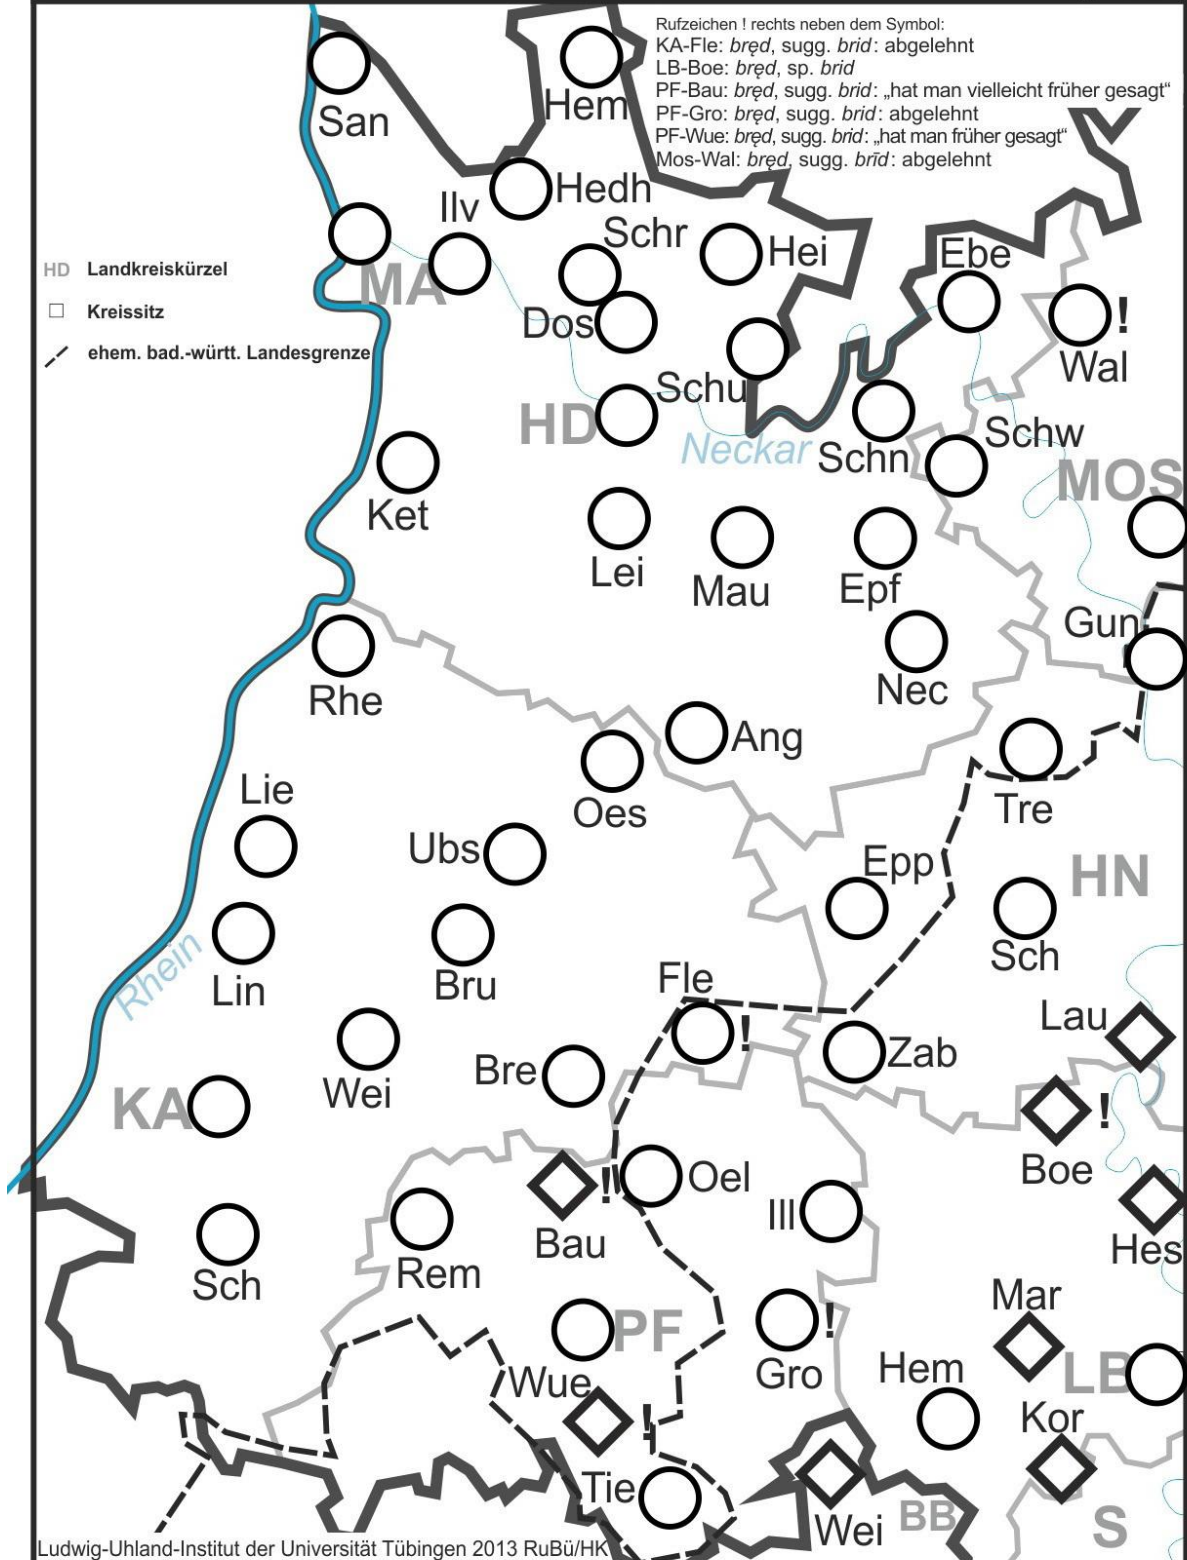 Rufzeichen ! rechts neben dem Symbol:
KA-Fle: bręd, sugg. brid: abgelehnt
LB-Boe: bręd, sp. brid
PF-Bau: bręd, sugg. brid: „hat man vielleicht früher gesagt“
PF-Gro: bręd, sugg. brid: abgelehnt
PF-Wue: bręd, sugg. brid: „hat man früher gesagt“
Mos-Wal: bręd, sugg. brīd: abgelehnt
San
Hem
Hedh
Ilv
Schr
Hei
Ebe
HD Landkreiskürzel
MA
Kreissitz
Dos
!
ehem. bad.-württ. Landesgrenze
Wal
Schu
HD
Neckar
Schn
Schw
MOS
Ket
Lei
Mau
Epf
Gun
Rhe
Nec
Ang
Lie
Oes
Tre
Ubs
Epp
HN
Rhein
Lin
Bru
Fle
Sch
Lau
!
Bre
Zab
Wei
KA
!
Boe
Oel
!
Bau
Ill
Hes
Sch
Rem
Mar
PF
!
Gro
Hem
LB
Wue
!
Kor
Tie
Wei
BB
S
Ludwig-Uhland-Institut der Universität Tübingen 2013 RuBü/HK